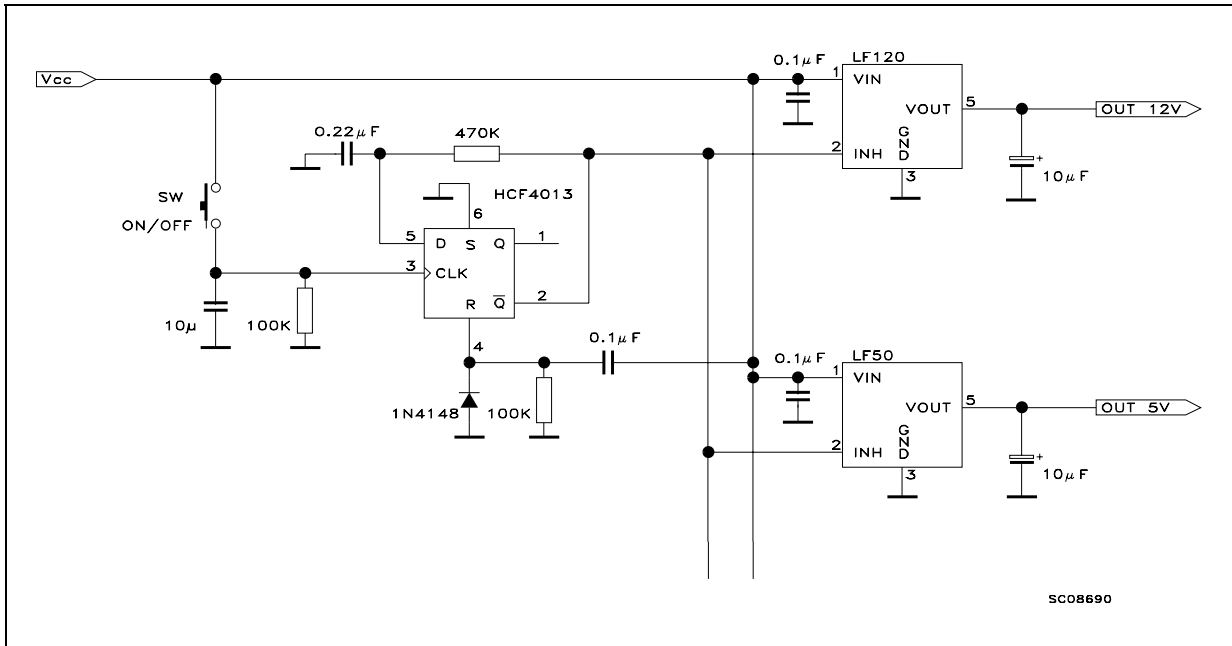 Vcc
0.1μF
LF120
1
VIN
VOUT
5
OUT 12V
2
INH
GND
3
+
10μF
0.22μF
470K
SW
ON/OFF
HCF4013
6
5
D
S
Q
1
3
CLK
R
Q
2
4
10μ
100K
1N4148
100K
0.1μF
0.1μF
LF50
1
VIN
VOUT
5
OUT 5V
2
INH
GND
3
+
10μF
SC08690